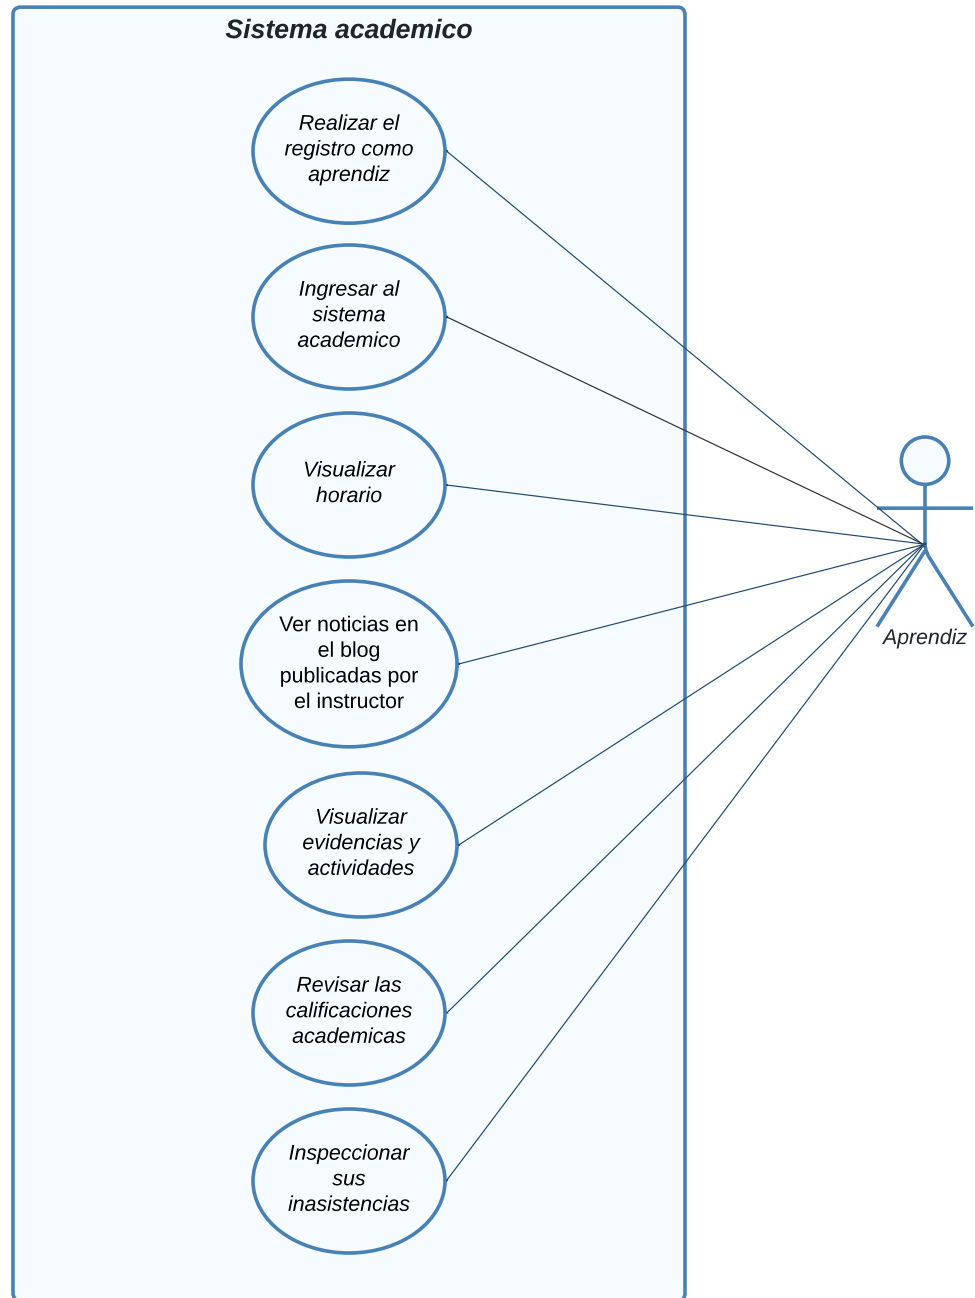 Sistema academico
Realizar el
registro como
aprendiz
Ingresar al
sistema
academico
Visualizar
horario
Ver noticias en
el blog
publicadas por
el instructor
Visualizar
evidencias y
actividades
Revisar las
calificaciones
academicas
Inspeccionar
sus
inasistencias
Aprendiz